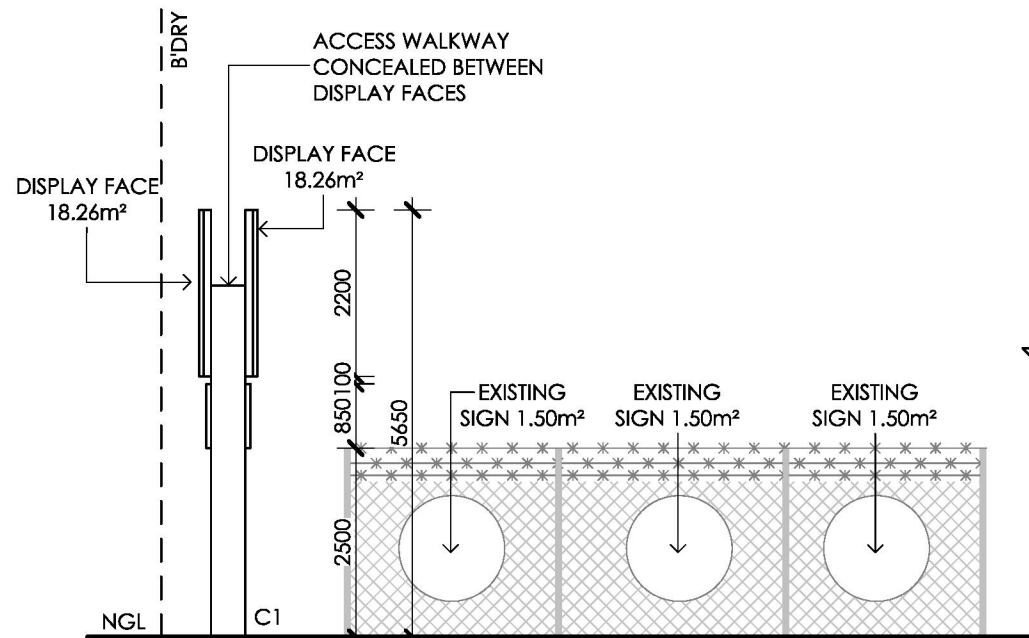 B'DRY
ACCESS WALKWAY
CONCEALED BETWEEN
DISPLAY FACES
DISPLAY FACE
18.26m²
DISPLAY FACE
18.26m²
2200
100
850
5650
2500
EXISTING
SIGN 1.50m²
EXISTING
SIGN 1.50m²
EXISTING
SIGN 1.50m²
NGL
C1